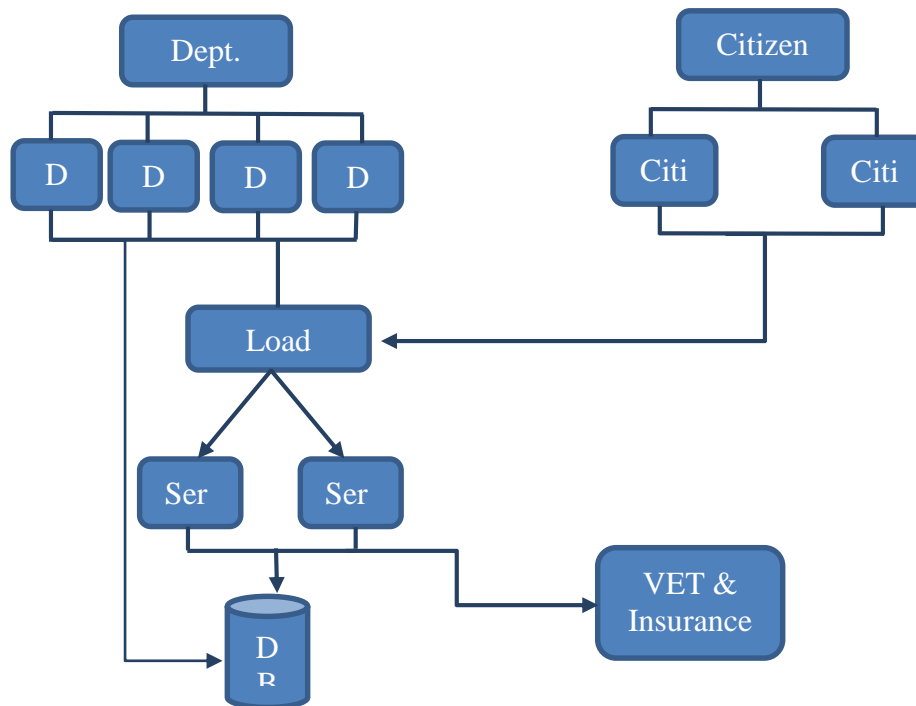 Dept.
Citizen
D
D
D
D
Citi
Citi
Load
Ser
Ser
VET &
Insurance
D
B